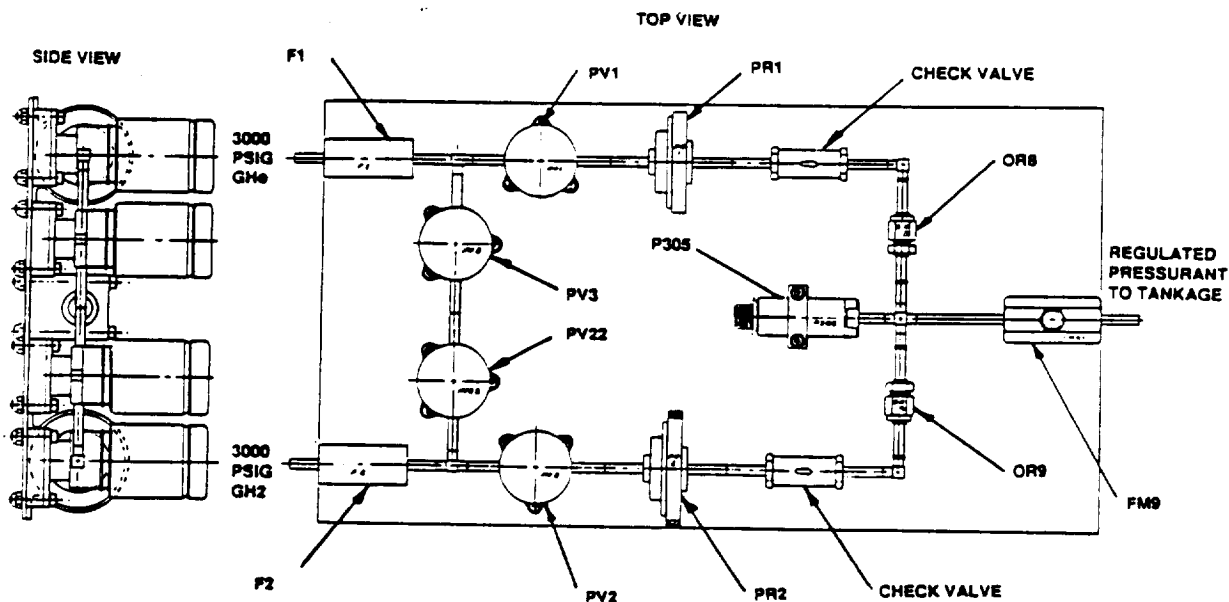 TOP VIEW
SIDE VIEW
F1
PV1
PR1
CHECK VALVE
3000
PSIG
GHe
OR8
P305
REGULATED
PRESSURANT
TO TANKAGE
PV3
PV22
3000
PSIG
GH2
OR9
FM9
F2
PV2
PR2
CHECK VALVE